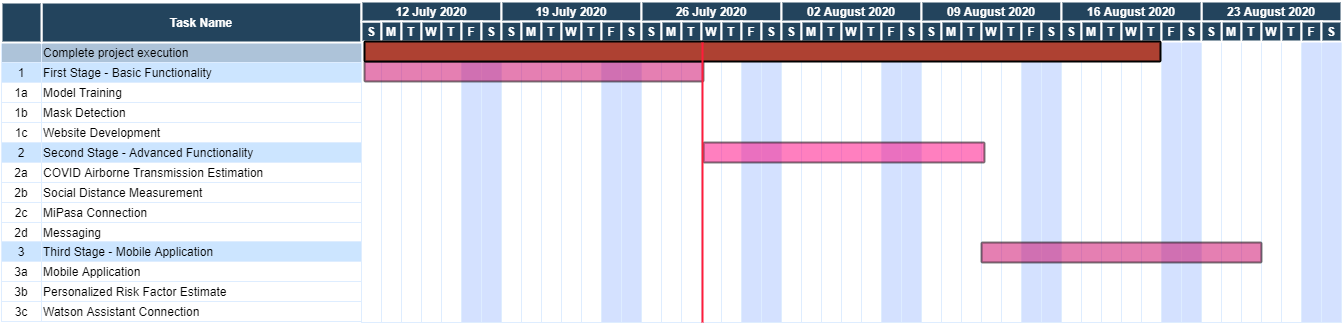 Task Name
12 July 2020 19 July 2020 26 July 2020 02 August 2020 09 August 2020 16 August 2020 23 August 2020
S M T W T F S S M T W T F S S M T W T F S S M T W T F S S M T W T F S S M T W T F S S M T W T F S
Complete project execution
1 First Stage - Basic Functionality
1a Model Training
1b Mask Detection
1c Website Development
2 Second Stage - Advanced Functionality
2a COVID Airborne Transmission Estimation
2b Social Distance Measurement
2c MiPasa Connection
2d Messaging
3 Third Stage - Mobile Application
3a Mobile Application
3b Personalized Risk Factor Estimate
3c Watson Assistant Connection